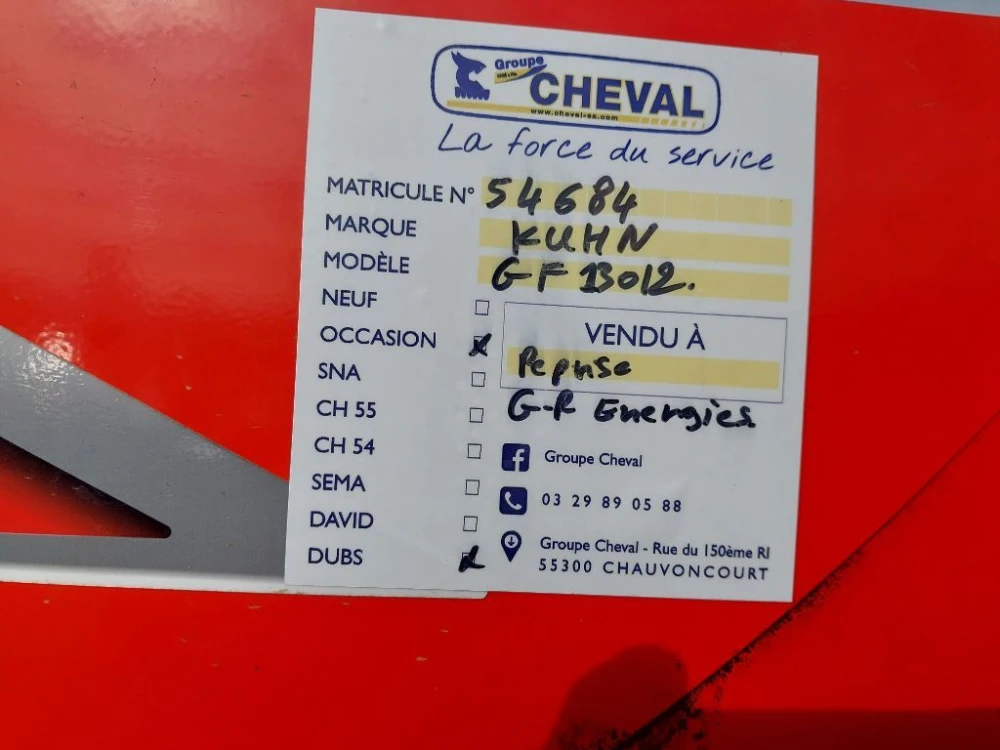 Groupe
CHEVAL
www.cheval-sa.com
La force du service
MATRICULE N° 54684
MARQUE KUHN
MODÈLE GF 13012.
NEUF
OCCASION
SNA
CH 55
CH 54
SEMA
DAVID
DUBS
VENDU À
Reprise
G-R Energies
Groupe Cheval
03 29 89 05 88
Groupe Cheval - Rue du 150ème RI
55300 CHAUVONCOURT